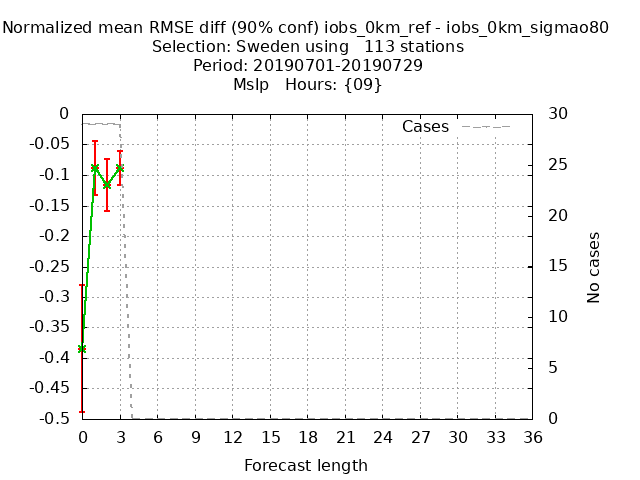 Normalized mean RMSE diff (90% conf) iobs_0km_ref - iobs_0km_sigmao80
Selection: Sweden using   113 stations
Period: 20190701-20190729
Mslp   Hours: {09}
Cases
0
-0.05
-0.1
-0.15
-0.2
-0.25
-0.3
-0.35
-0.4
-0.45
-0.5
30
25
20
15
10
5
0
No cases
0 3 6 9 12 15 18 21 24 27 30 33 36
Forecast length